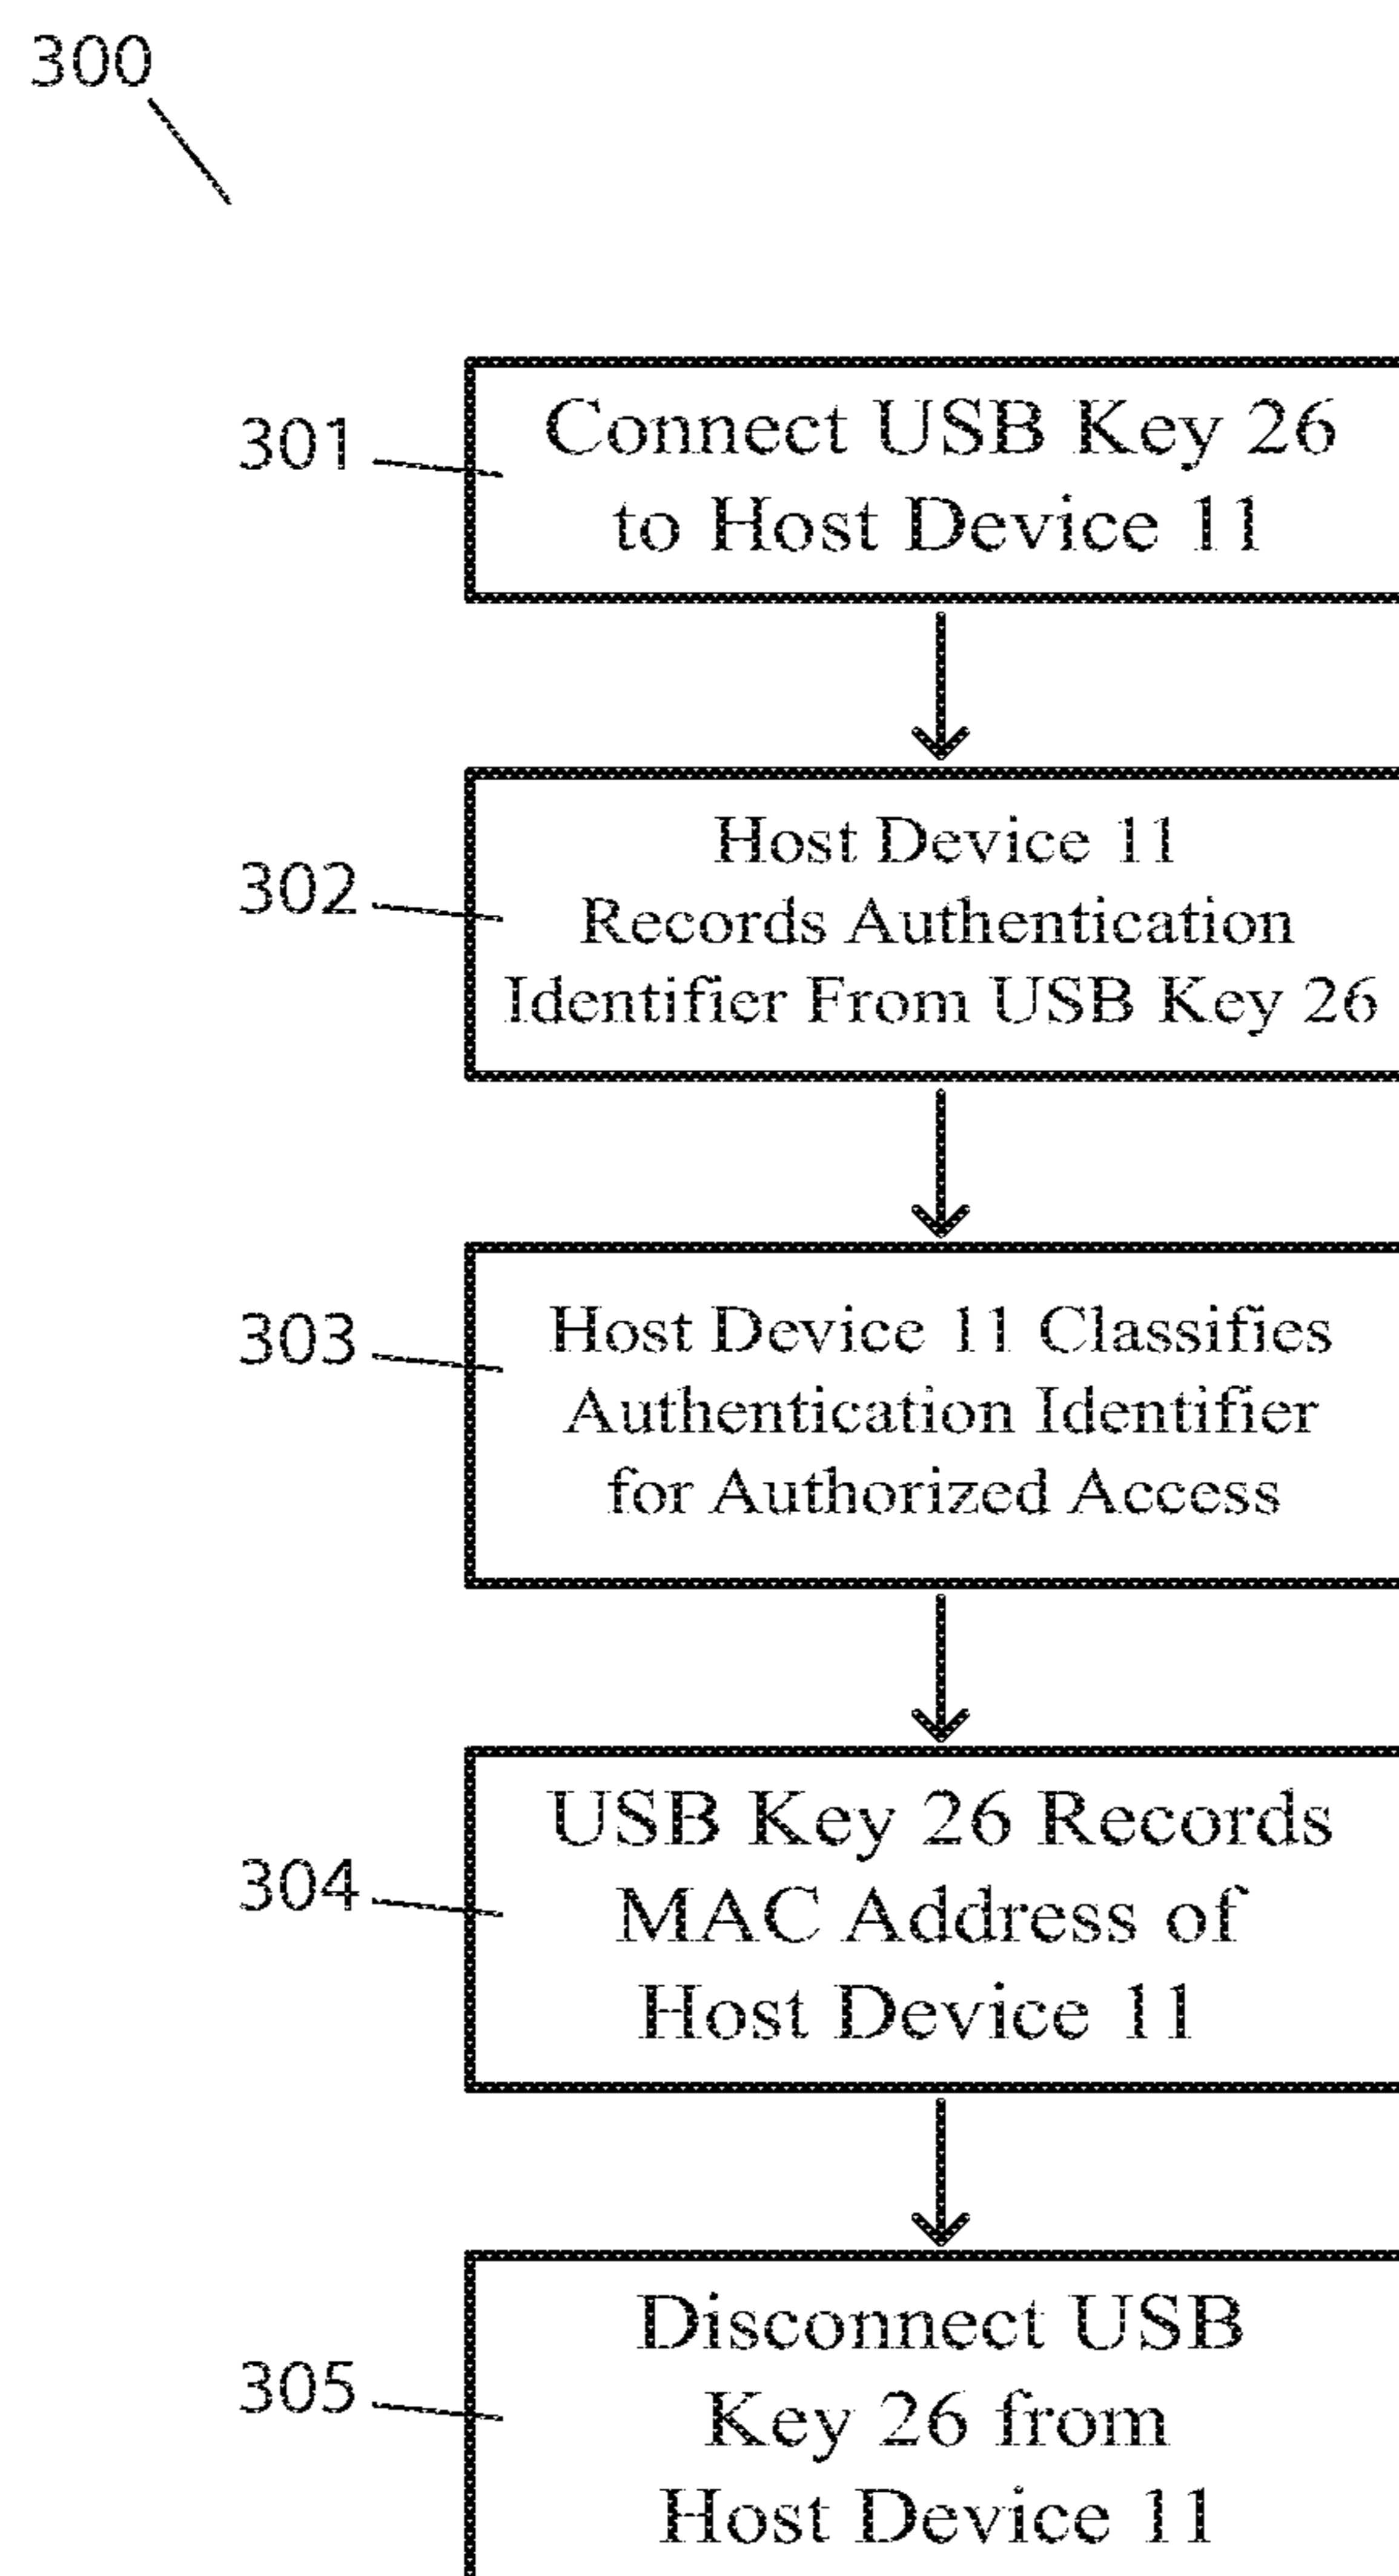 300
301
Connect USB Key 26
to Host Device 11
302
Host Device 11
Records Authentication
Identifier From USB Key 26
303
Host Device 11 Classifies
Authentication Identifier
for Authorized Access
304
USB Key 26 Records
MAC Address of
Host Device 11
305
Disconnect USB
Key 26 from
Host Device 11